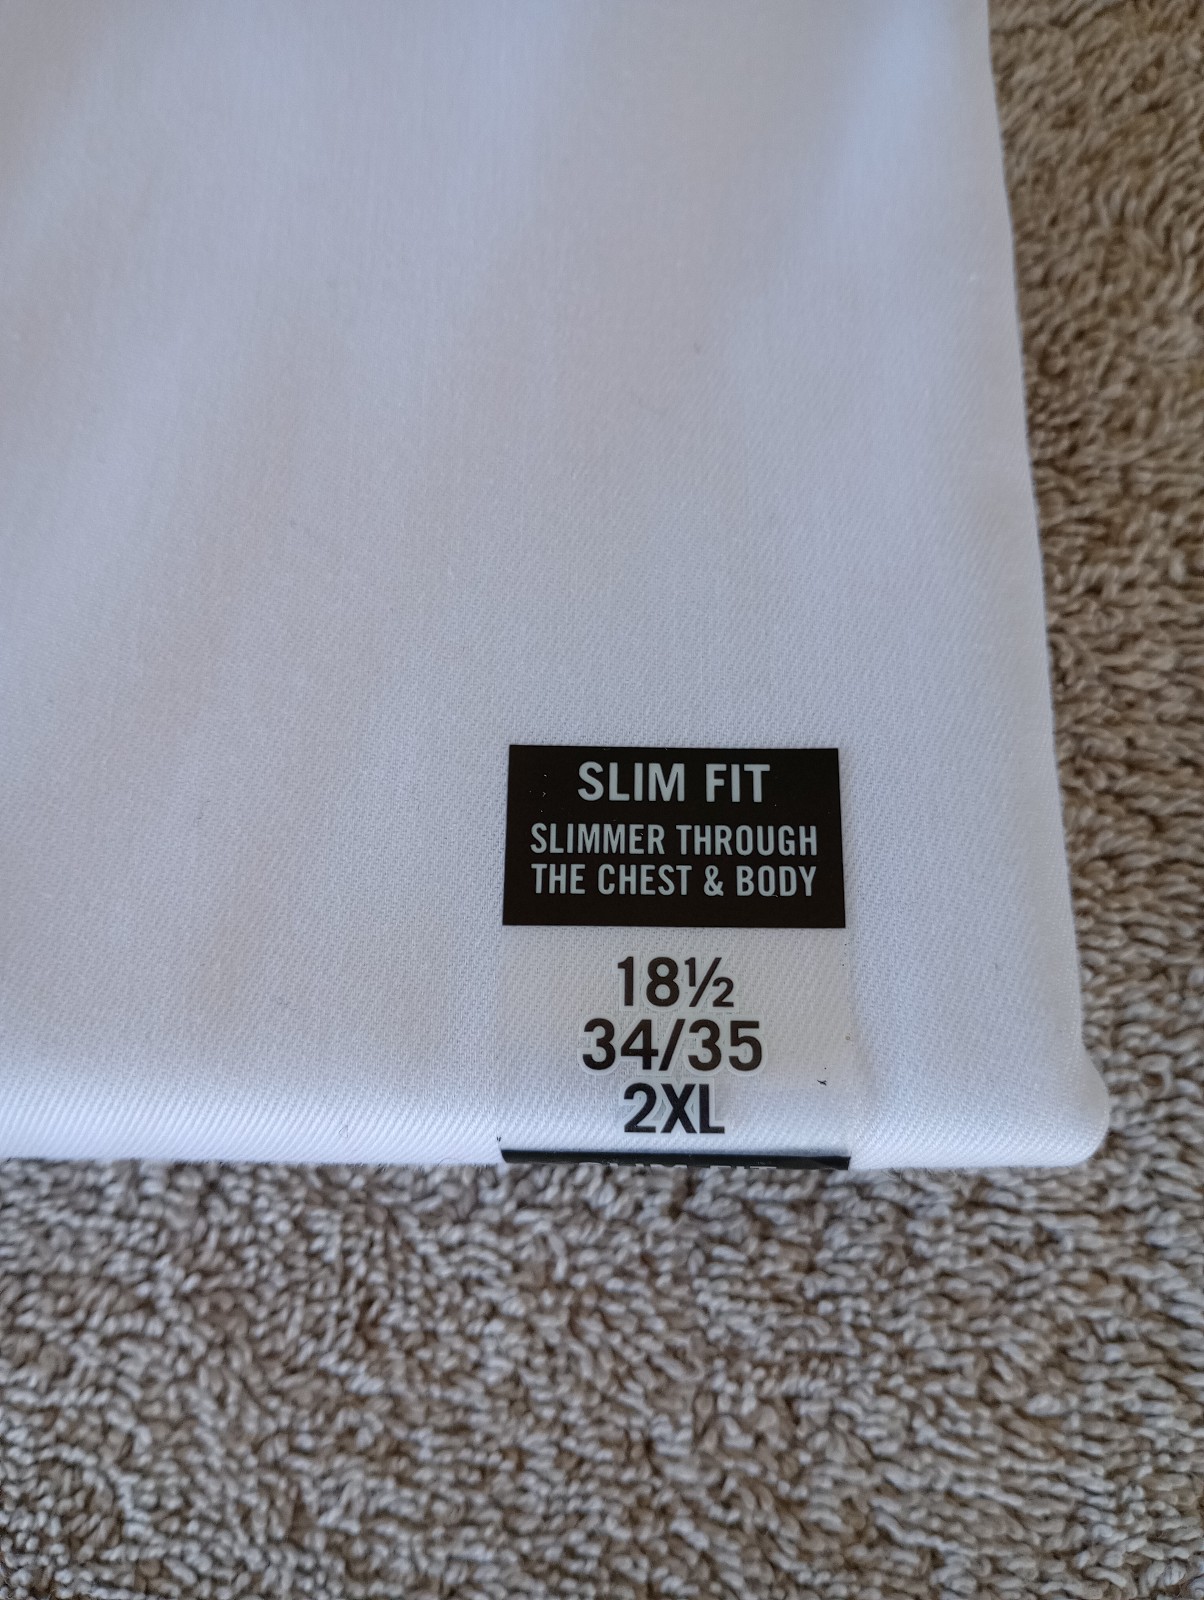 SLIM FIT
SLIMMER THROUGH
THE CHEST & BODY
18½
34/35
2XL